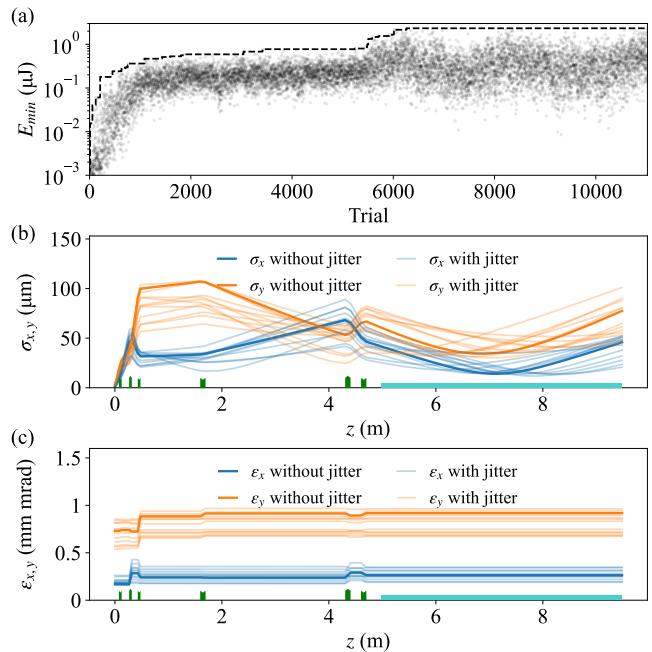 (a)
10⁰
10⁻¹
10⁻²
10⁻³
E_min (μJ)
0 2000 4000 6000 8000 10000
Trial
(b)
150
100
50
0
σ_x,y (μm)
σ_x without jitter σ_x with jitter
σ_y without jitter σ_y with jitter
0 2 4 6 8
z (m)
(c)
1.5
1
0.5
0
ε_x,y (mm mrad)
ε_x without jitter ε_x with jitter
ε_y without jitter ε_y with jitter
0 2 4 6 8
z (m)